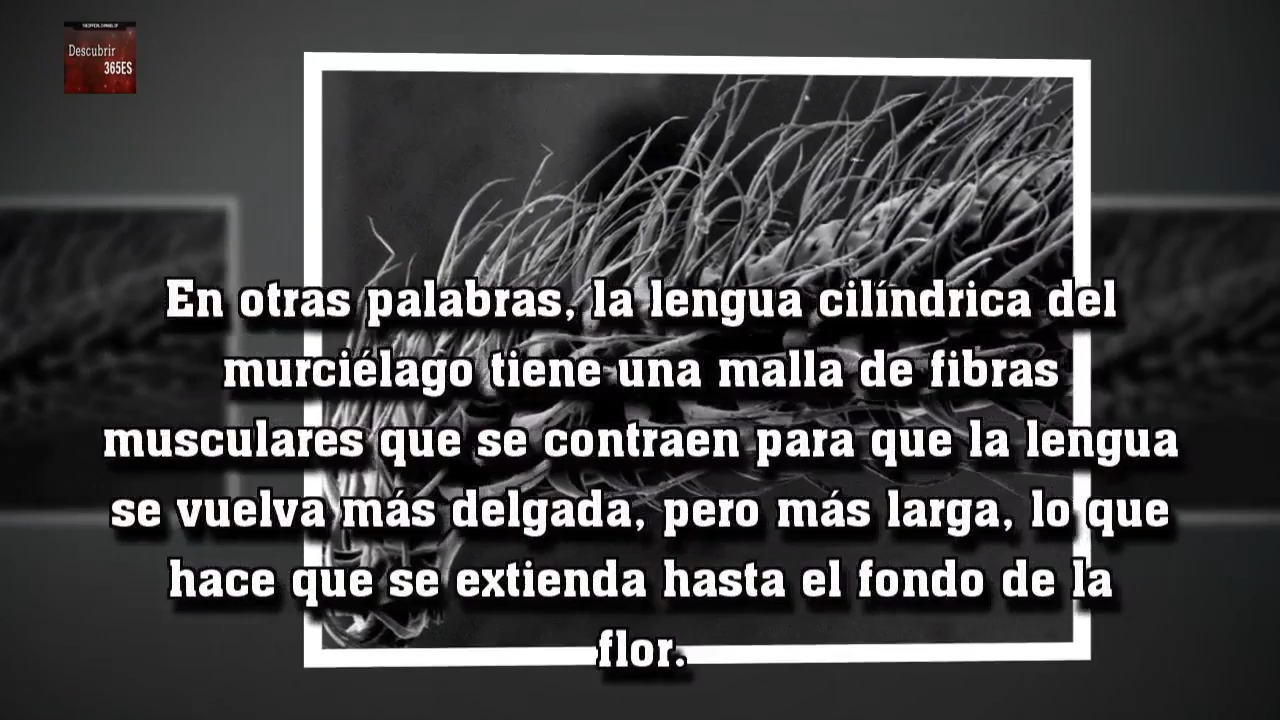 Descubrir
365ES
En otras palabras, la lengua cilíndrica del
murciélago tiene una malla de fibras
musculares que se contraen para que la lengua
se vuelva más delgada, pero más larga, lo que
hace que se extienda hasta el fondo de la
flor.